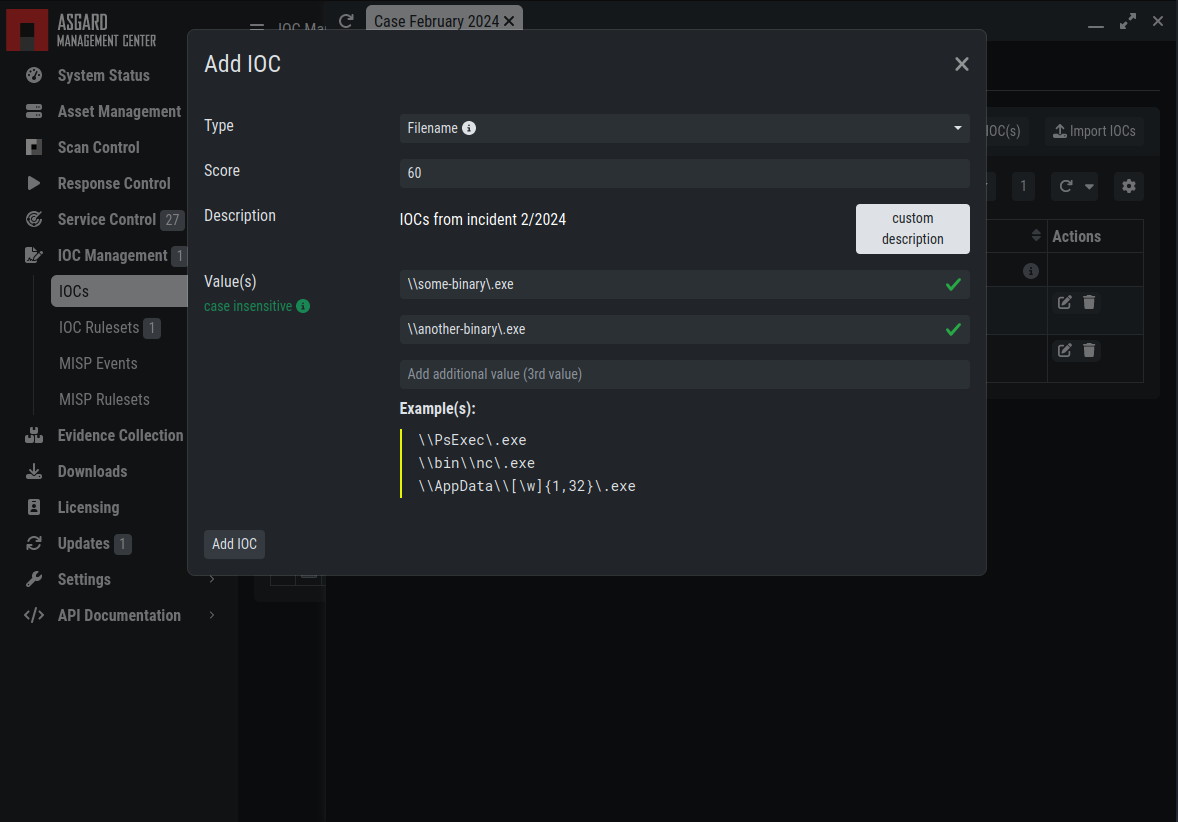 ASGARD
MANAGEMENT CENTER
System Status
Asset Management
Scan Control
Response Control
Service Control 27
IOC Management 1
IOCs
IOC Rulesets 1
MISP Events
MISP Rulesets
Evidence Collection
Downloads
Licensing
Updates 1
Settings
API Documentation
IOC Ma
Case February 2024
IOC(s)
Import IOCs
1
Actions
Add IOC
Type
Filename
Score
60
Description
IOCs from incident 2/2024
custom
description
Value(s)
case insensitive
\\some-binary\.exe
\\another-binary\.exe
Add additional value (3rd value)
Example(s):
\\PsExec\.exe
\\bin\\nc\.exe
\\AppData\\[\w]{1,32}\.exe
Add IOC